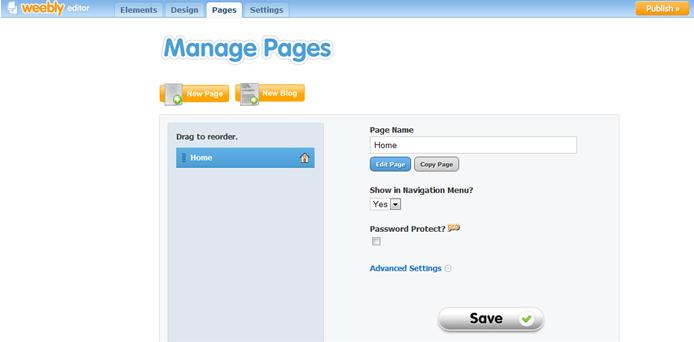 weebly editor Elements Design Pages Settings Publish »
Manage Pages
New Page New Blog
Drag to reorder.
Home
Page Name
Home
Edit Page Copy Page
Show in Navigation Menu?
Yes
Password Protect?
Advanced Settings
Save